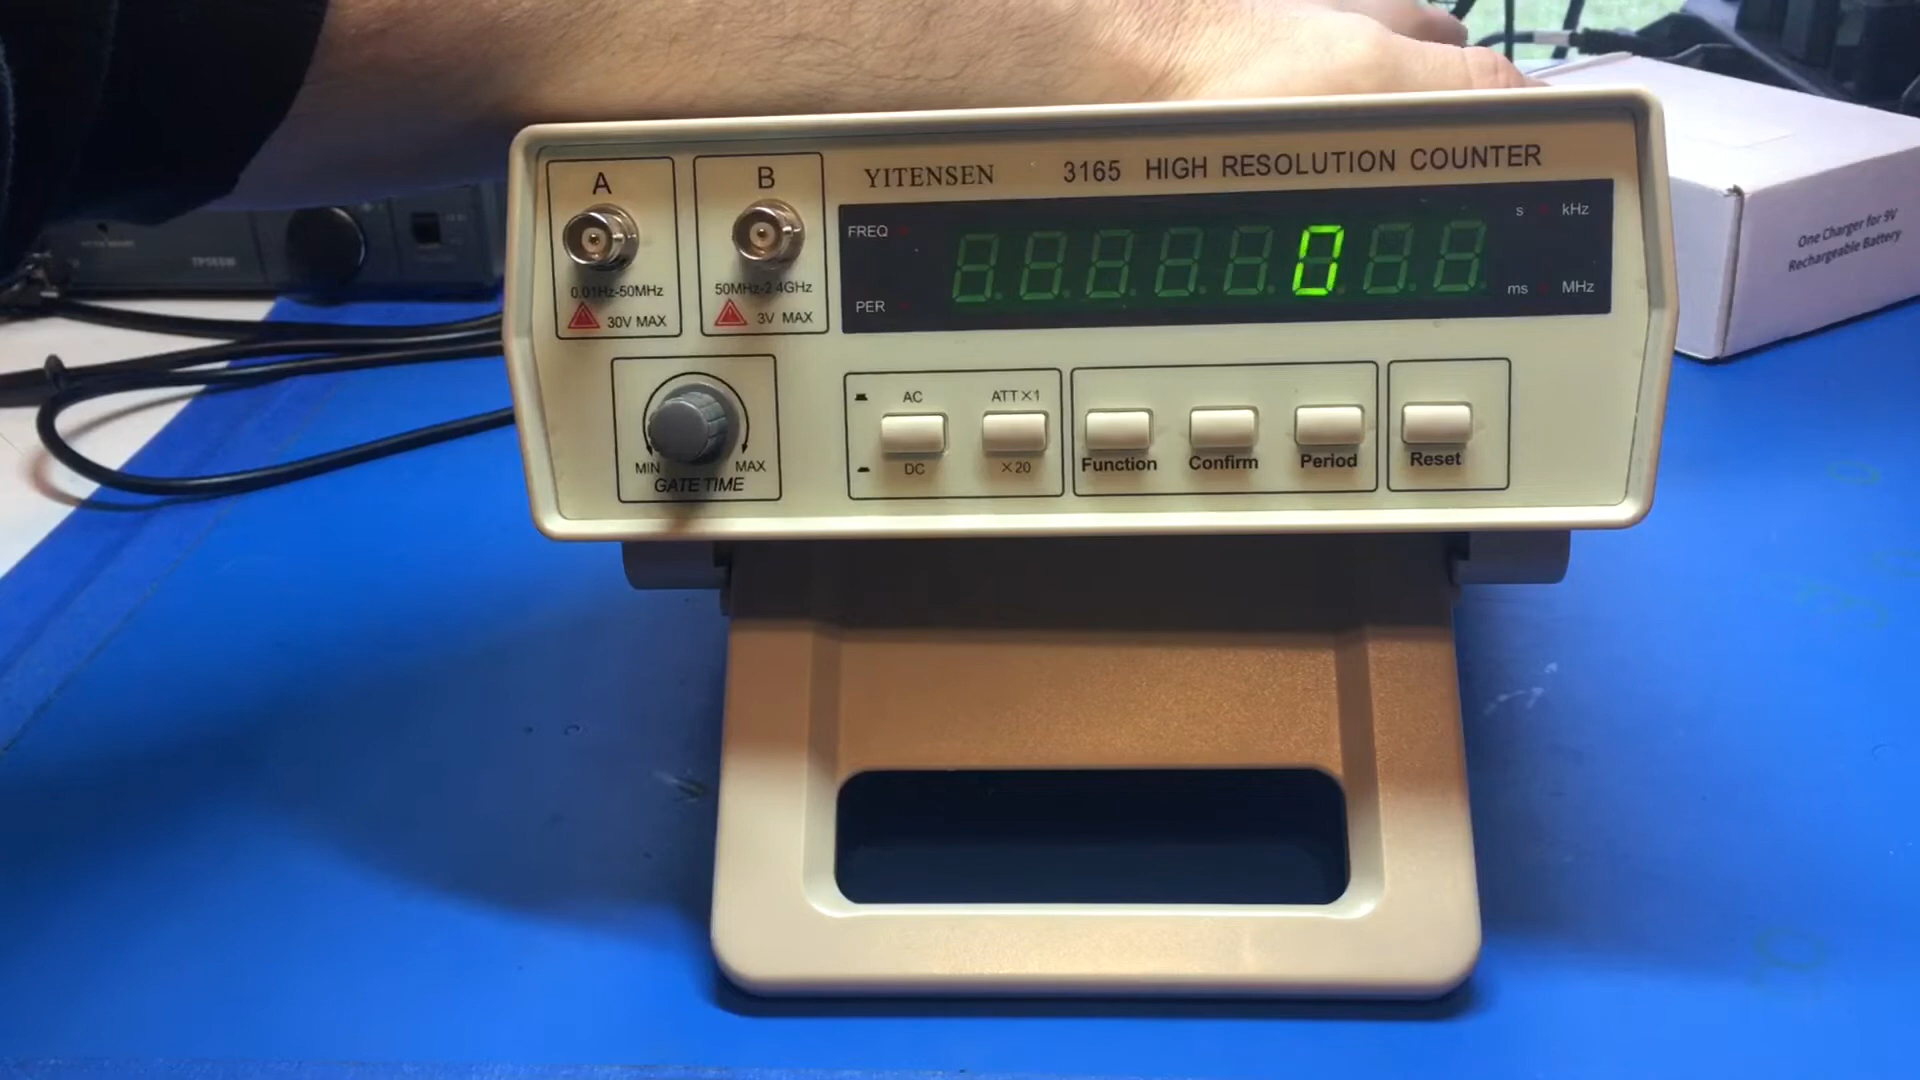 YITENSEN 3165 HIGH RESOLUTION COUNTER
A
0.01Hz-50MHz
30V MAX
B
50MHz-2.4GHz
3V MAX
FREQ
PER
0
s kHz
ms MHz
MIN MAX
GATE TIME
AC ATT×1
DC ×20
Function Confirm Period
Reset
One Charger for 9V
Rechargeable Battery